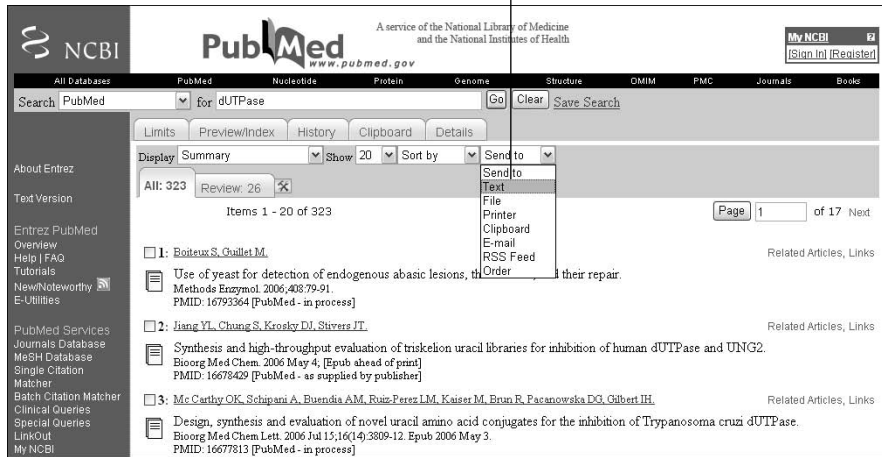 NCBI
PubMed
www.pubmed.gov
A service of the National Library of Medicine
and the National Institutes of Health
My NCBI
[Sign In] [Register]
All Databases PubMed Nucleotide Protein Genome Structure OMIM PMC Journals Books
Search PubMed for dUTPase Go Clear Save Search
Limits Preview/Index History Clipboard Details
Display Summary Show 20 Sort by Send to
Send to
Text
File
Printer
Clipboard
E-mail
RSS Feed
Order
All: 323 Review: 26
Items 1 - 20 of 323
Page 1 of 17 Next
About Entrez
Text Version
Entrez PubMed
Overview
Help | FAQ
Tutorials
New/Noteworthy
E-Utilities
PubMed Services
Journals Database
MeSH Database
Single Citation
Matcher
Batch Citation Matcher
Clinical Queries
Special Queries
LinkOut
My NCBI
1: Boiteux S, Guillet M. Related Articles, Links
Use of yeast for detection of endogenous abasic lesions, their repair.
Methods Enzymol. 2006;408:79-91.
PMID: 16793364 [PubMed - in process]
2: Jiang YL, Chung S, Krosky DJ, Stivers JT. Related Articles, Links
Synthesis and high-throughput evaluation of triskelion uracil libraries for inhibition of human dUTPase and UNG2.
Bioorg Med Chem. 2006 May 4; [Epub ahead of print]
PMID: 16678429 [PubMed - as supplied by publisher]
3: Mc Carthy OK, Schipani A, Buendia AM, Ruiz-Perez LM, Kaiser M, Brun R, Pacanowska DG, Gilbert IH. Related Articles, Links
Design, synthesis and evaluation of novel uracil amino acid conjugates for the inhibition of Trypanosoma cruzi dUTPase.
Bioorg Med Chem Lett. 2006 Jul 15;16(14):3809-12. Epub 2006 May 3.
PMID: 16677813 [PubMed - in process]